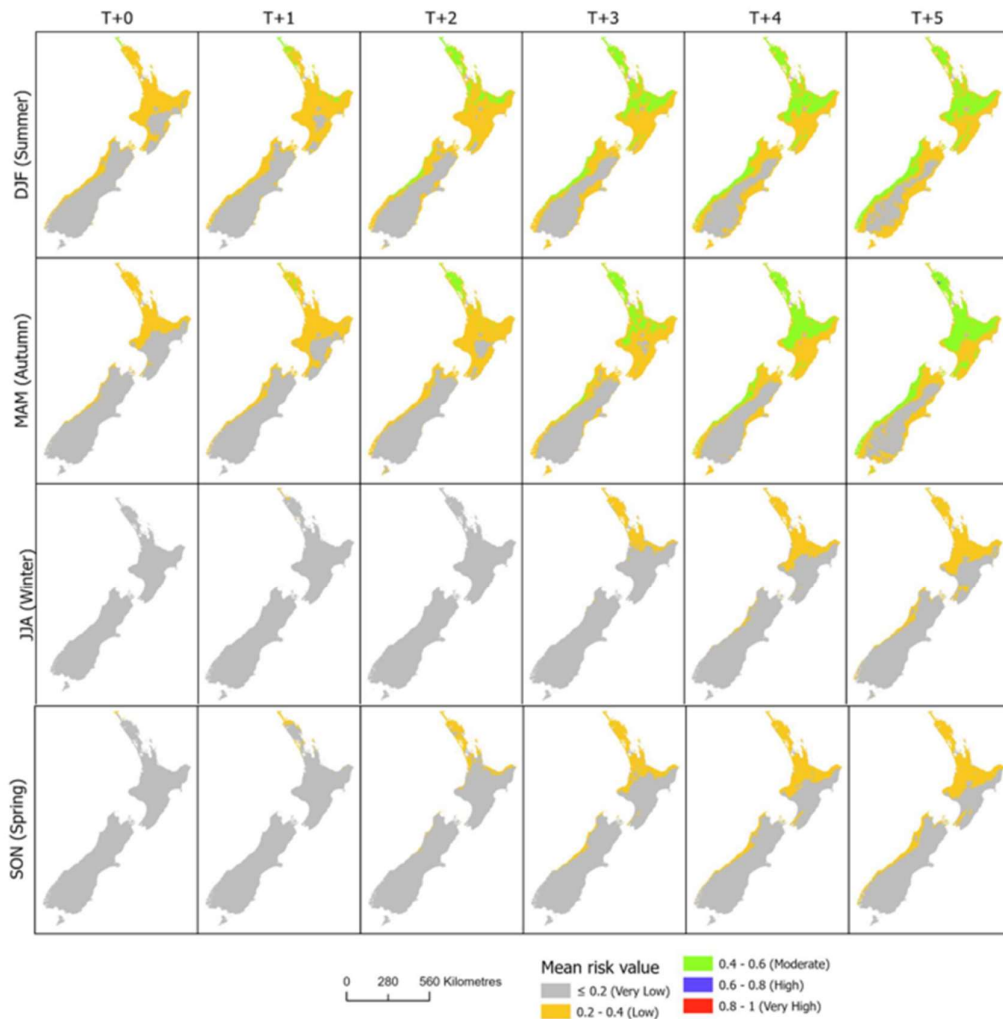 T+0 T+1 T+2 T+3 T+4 T+5
DJF (Summer)
MAM (Autumn)
JJA (Winter)
SON (Spring)
0 280 560 Kilometres
Mean risk value
≤ 0.2 (Very Low)
0.2 - 0.4 (Low)
0.4 - 0.6 (Moderate)
0.6 - 0.8 (High)
0.8 - 1 (Very High)